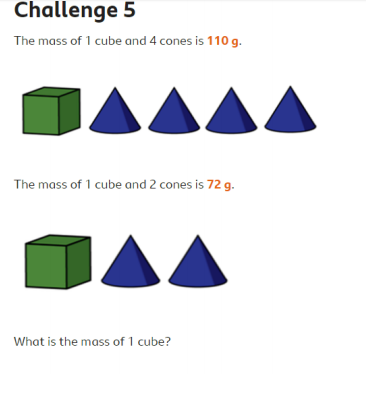 Challenge 5
The mass of 1 cube and 4 cones is 110 g.
The mass of 1 cube and 2 cones is 72 g.
What is the mass of 1 cube?